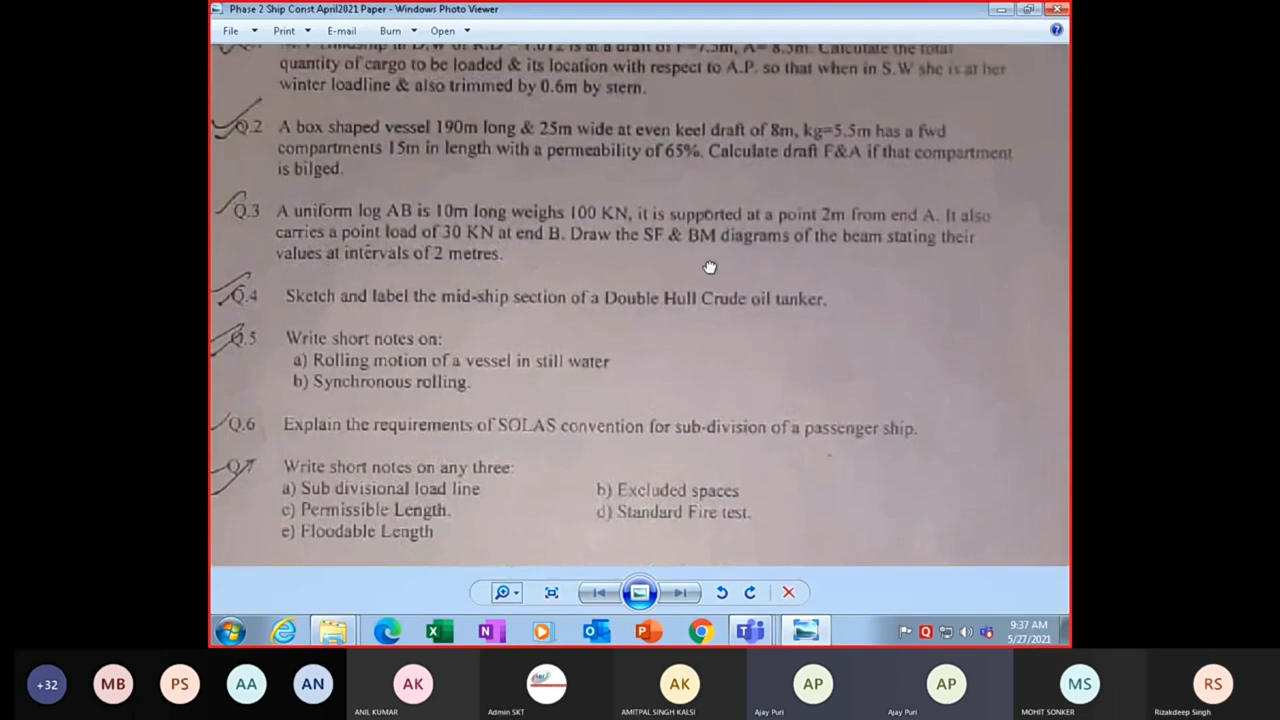 Phase 2 Ship Const April2021 Paper - Windows Photo Viewer
File Print E-mail Burn Open
is at a draft of F=7.5m, A= 8.5m. Calculate the total
quantity of cargo to be loaded & its location with respect to A.P. so that when in S.W she is at her
winter loadline & also trimmed by 0.6m by stern.
Q.2 A box shaped vessel 190m long & 25m wide at even keel draft of 8m, kg=5.5m has a fwd
compartments 15m in length with a permeability of 65%. Calculate draft F&A if that compartment
is bilged.
Q.3 A uniform log AB is 10m long weighs 100 KN, it is supported at a point 2m from end A. It also
carries a point load of 30 KN at end B. Draw the SF & BM diagrams of the beam stating their
values at intervals of 2 metres.
Q.4 Sketch and label the mid-ship section of a Double Hull Crude oil tanker.
Q.5 Write short notes on:
a) Rolling motion of a vessel in still water
b) Synchronous rolling.
Q.6 Explain the requirements of SOLAS convention for sub-division of a passenger ship.
Q.7 Write short notes on any three:
a) Sub divisional load line b) Excluded spaces
c) Permissible Length. d) Standard Fire test.
e) Floodable Length
9:37 AM
5/27/2021
+32 MB PS AA AN AK AK AP AP MS RS
ANIL KUMAR Admin SKT AMITPAL SINGH KALSI Ajay Puri Ajay Puri MOHIT SONKER Rizakdeep Singh